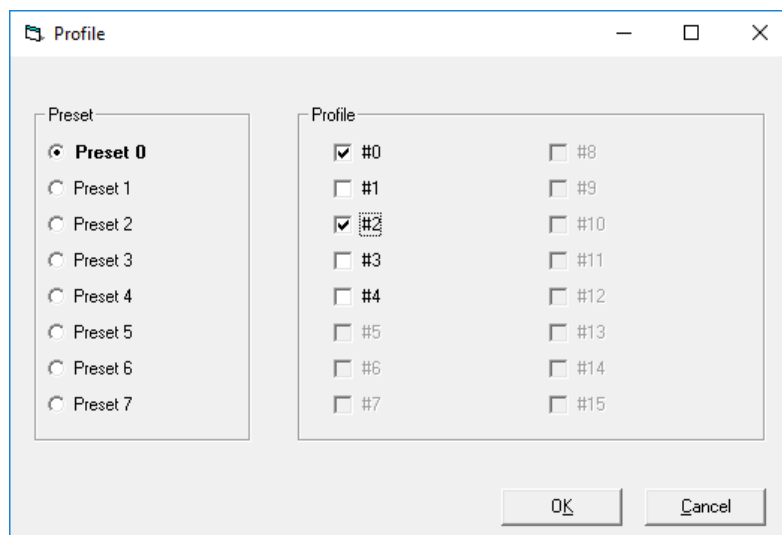 Profile
Preset
Preset 0
Preset 1
Preset 2
Preset 3
Preset 4
Preset 5
Preset 6
Preset 7
Profile
#0
#1
#2
#3
#4
#5
#6
#7
#8
#9
#10
#11
#12
#13
#14
#15
OK
Cancel